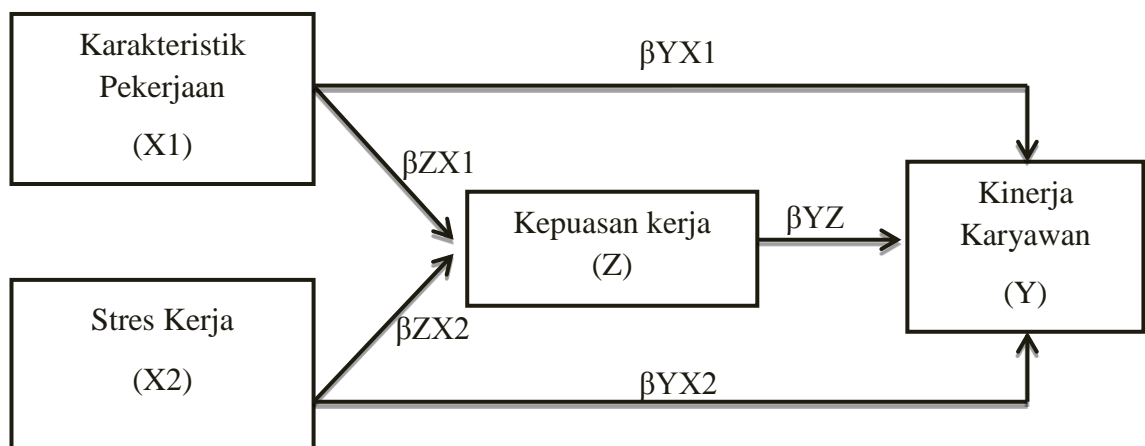 Karakteristik
Pekerjaan
(X1)
βYX1
βZX1
Kepuasan kerja
(Z)
βYZ
Kinerja
Karyawan
(Y)
Stres Kerja
(X2)
βZX2
βYX2